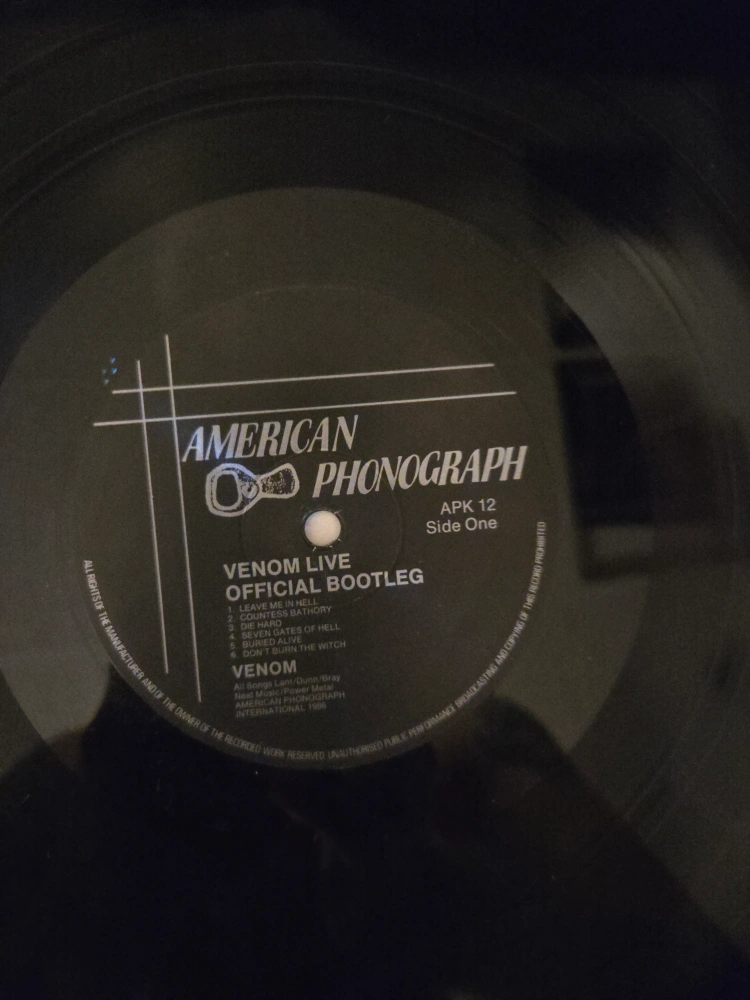 AMERICAN
PHONOGRAPH
APK 12
Side One
VENOM LIVE
OFFICIAL BOOTLEG
1. LEAVE ME IN HELL
2. COUNTESS BATHORY
3. DIE HARD
4. SEVEN GATES OF HELL
5. BURIED ALIVE
6. DON'T BURN THE WITCH
VENOM
All Songs Lant/Dunn/Bray
Neat Music/Power Metal
AMERICAN PHONOGRAPH
INTERNATIONAL 1986
ALL RIGHTS OF THE MANUFACTURER AND OF THE OWNER OF THE RECORDED WORK RESERVED UNAUTHORISED PUBLIC PERFORMANCE BROADCASTING AND COPYING OF THIS RECORD PROHIBITED